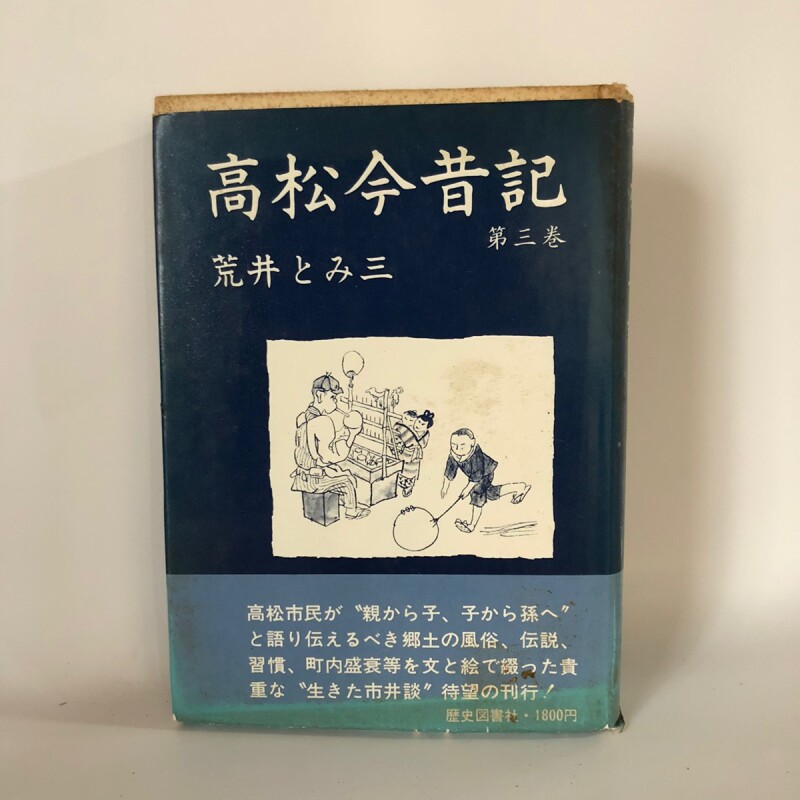 高松今昔記
第三巻
荒井とみ三
高松市民が〝親から子、子から孫へ〟
と語り伝えるべき郷土の風俗、伝説、
習慣、町内盛衰等を文と絵で綴った貴
重な〝生きた市井談〟待望の刊行！
歴史図書社・1800円